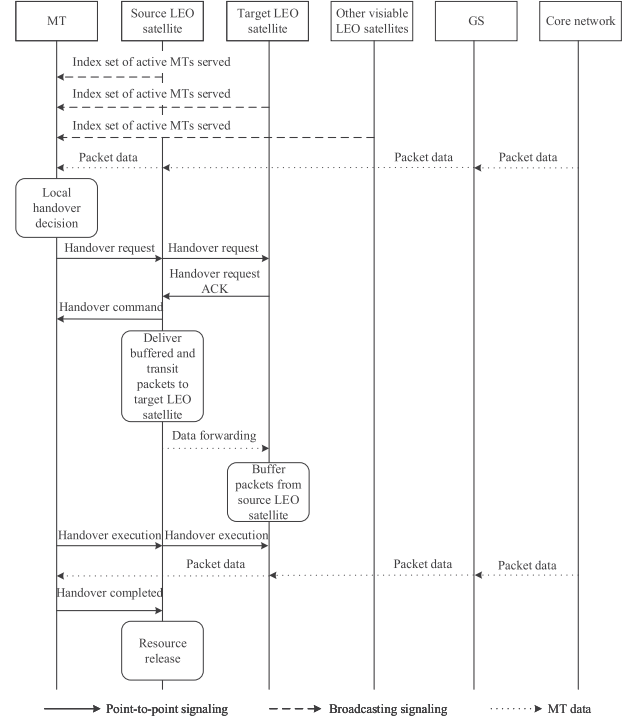 MT
Source LEO
satellite
Target LEO
satellite
Other visiable
LEO satellites
GS
Core network
Index set of active MTs served
Index set of active MTs served
Index set of active MTs served
Packet data
Packet data
Packet data
Local
handover
decision
Handover request
Handover request
Handover request
ACK
Handover command
Deliver
buffered and
transit
packets to
target LEO
satellite
Data forwarding
Buffer
packets from
source LEO
satellite
Handover execution
Handover execution
Packet data
Packet data
Packet data
Handover completed
Resource
release
Point-to-point signaling
Broadcasting signaling
MT data